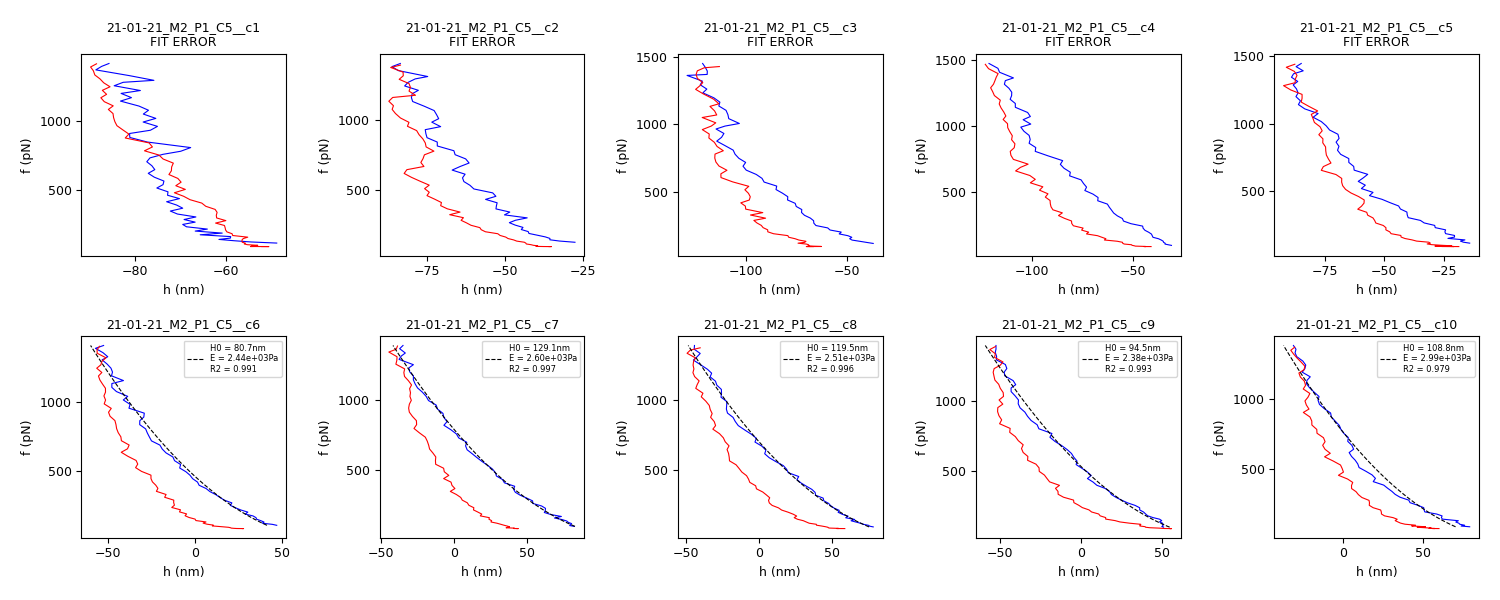 21-01-21_M2_P1_C5__c1
FIT ERROR
f (pN)
1000
500
−80
−60
h (nm)
21-01-21_M2_P1_C5__c2
FIT ERROR
f (pN)
1000
500
−75
−50
−25
h (nm)
21-01-21_M2_P1_C5__c3
FIT ERROR
f (pN)
1500
1000
500
−100
−50
h (nm)
21-01-21_M2_P1_C5__c4
FIT ERROR
f (pN)
1500
1000
500
−100
−50
h (nm)
21-01-21_M2_P1_C5__c5
FIT ERROR
f (pN)
1500
1000
500
−75
−50
−25
h (nm)
21-01-21_M2_P1_C5__c6
H0 = 80.7nm
E = 2.44e+03Pa
R2 = 0.991
f (pN)
1000
500
−50
0
50
h (nm)
21-01-21_M2_P1_C5__c7
H0 = 129.1nm
E = 2.60e+03Pa
R2 = 0.997
f (pN)
1000
500
−50
0
50
h (nm)
21-01-21_M2_P1_C5__c8
H0 = 119.5nm
E = 2.51e+03Pa
R2 = 0.996
f (pN)
1000
500
−50
0
50
h (nm)
21-01-21_M2_P1_C5__c9
H0 = 94.5nm
E = 2.38e+03Pa
R2 = 0.993
f (pN)
1000
500
−50
0
50
h (nm)
21-01-21_M2_P1_C5__c10
H0 = 108.8nm
E = 2.99e+03Pa
R2 = 0.979
f (pN)
1000
500
0
50
h (nm)